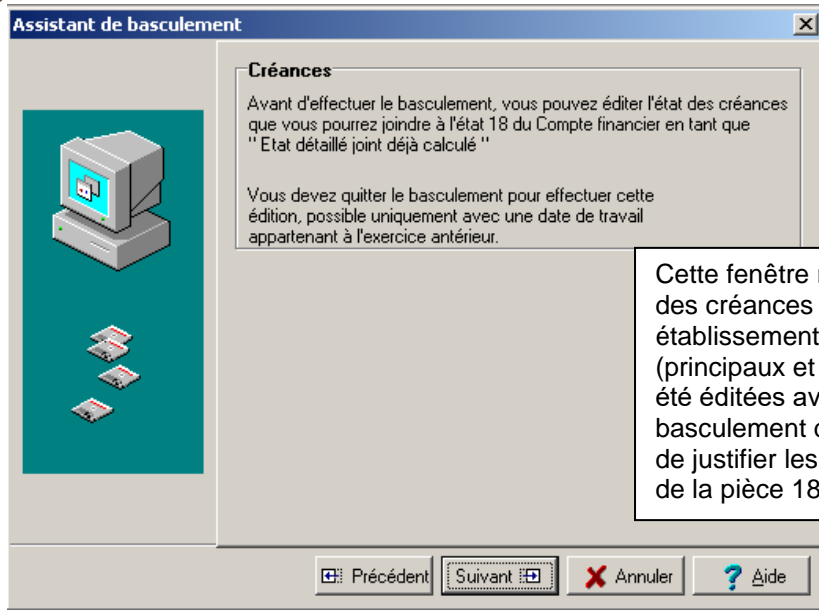 Assistant de basculement
Créances
Avant d'effectuer le basculement, vous pouvez éditer l'état des créances
que vous pourrez joindre à l'état 18 du Compte financier en tant que
" Etat détaillé joint déjà calculé "
Vous devez quitter le basculement pour effectuer cette
édition, possible uniquement avec une date de travail
appartenant à l'exercice antérieur.
Cette fenêtre
des créances
établissement
(principaux et
été éditées av
basculement
de justifier les
de la pièce 18
Précédent
Suivant
Annuler
Aide